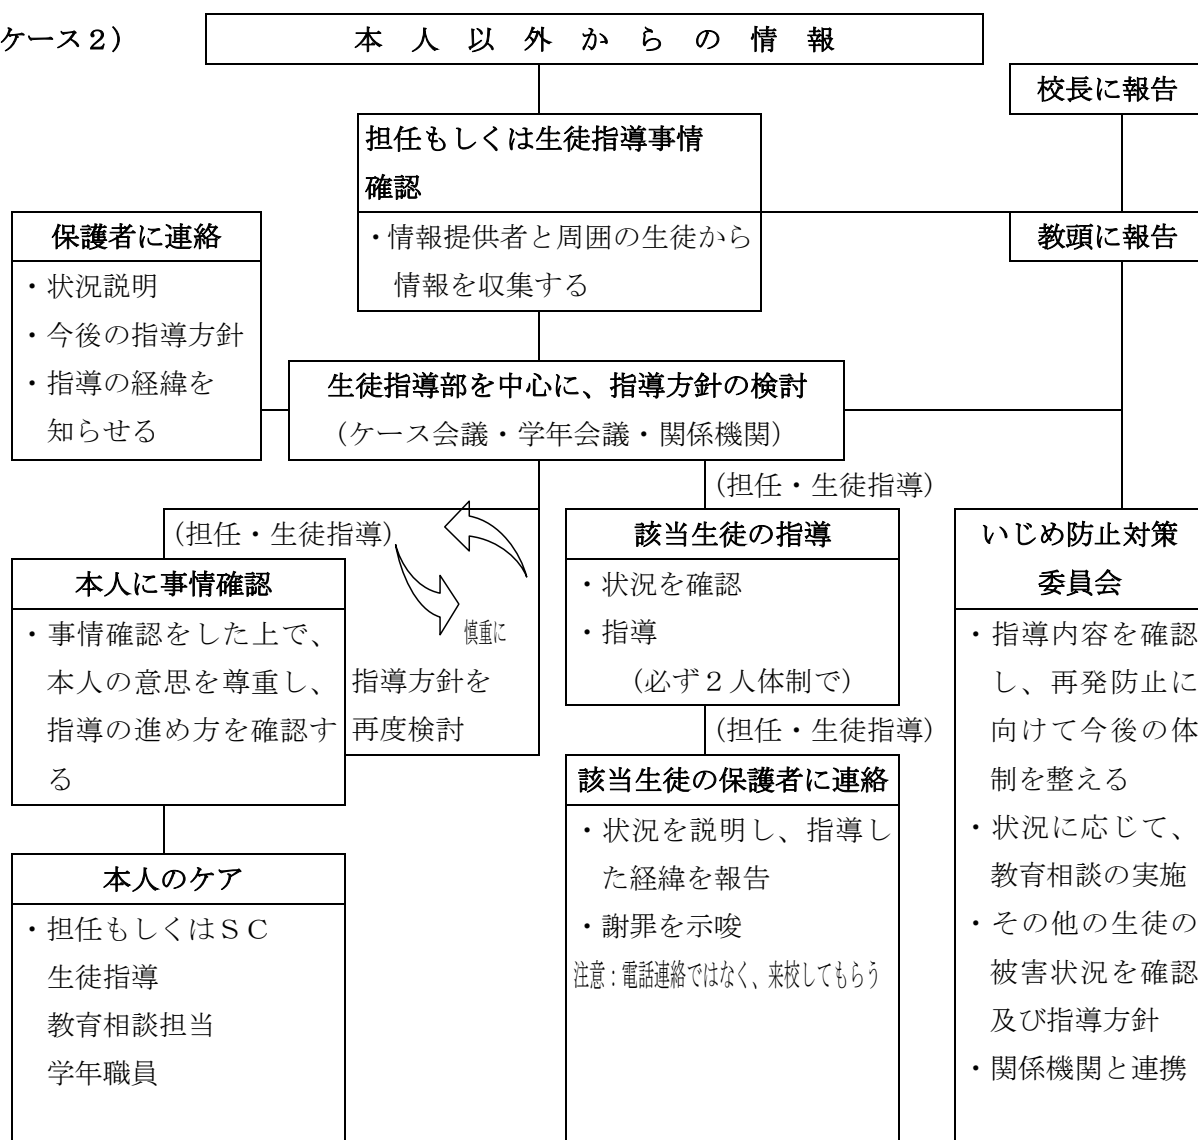 ケース２）
本人以外からの情報
校長に報告
担任もしくは生徒指導事情
確認
・情報提供者と周囲の生徒から
情報を収集する
教頭に報告
保護者に連絡
・状況説明
・今後の指導方針
・指導の経緯を
知らせる
生徒指導部を中心に、指導方針の検討
（ケース会議・学年会議・関係機関）
（担任・生徒指導）
（担任・生徒指導）
本人に事情確認
・事情確認をした上で、
本人の意思を尊重し、
指導の進め方を確認す
る
慎重に
指導方針を
再度検討
本人のケア
・担任もしくはＳＣ
生徒指導
教育相談担当
学年職員
該当生徒の指導
・状況を確認
・指導
（必ず２人体制で）
（担任・生徒指導）
該当生徒の保護者に連絡
・状況を説明し、指導し
た経緯を報告
・謝罪を示唆
注意：電話連絡ではなく、来校してもらう
いじめ防止対策
委員会
・指導内容を確認
し、再発防止に
向けて今後の体
制を整える
・状況に応じて、
教育相談の実施
・その他の生徒の
被害状況を確認
及び指導方針
・関係機関と連携